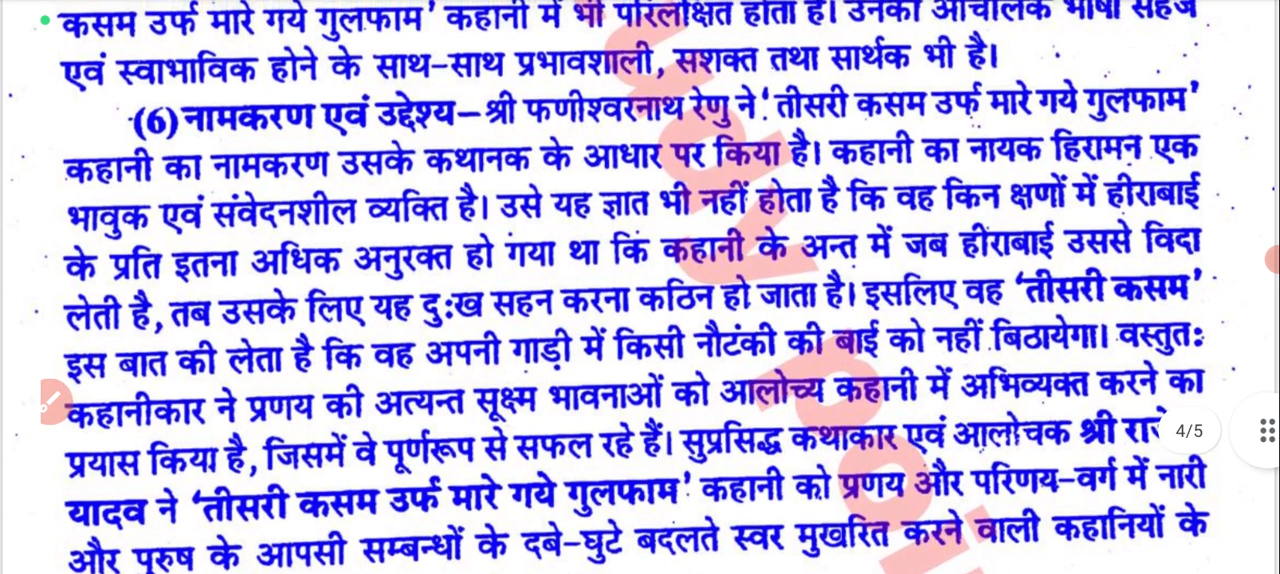 कसम उर्फ मारे गये गुलफाम' कहानी में भी परिलक्षित होता है। उनकी आंचलिक भाषा सहज
एवं स्वाभाविक होने के साथ-साथ प्रभावशाली, सशक्त तथा सार्थक भी है।
(6) नामकरण एवं उद्देश्य–श्री फणीश्वरनाथ रेणु ने 'तीसरी कसम उर्फ मारे गये गुलफाम'
कहानी का नामकरण उसके कथानक के आधार पर किया है। कहानी का नायक हिरामन एक
भावुक एवं संवेदनशील व्यक्ति है। उसे यह ज्ञात भी नहीं होता है कि वह किन क्षणों में हीराबाई
के प्रति इतना अधिक अनुरक्त हो गया था कि कहानी के अन्त में जब हीराबाई उससे विदा
लेती है, तब उसके लिए यह दुःख सहन करना कठिन हो जाता है। इसलिए वह 'तीसरी कसम'
इस बात की लेता है कि वह अपनी गाड़ी में किसी नौटंकी की बाई को नहीं बिठायेगा। वस्तुतः
कहानीकार ने प्रणय की अत्यन्त सूक्ष्म भावनाओं को आलोच्य कहानी में अभिव्यक्त करने का
प्रयास किया है, जिसमें वे पूर्णरूप से सफल रहे हैं। सुप्रसिद्ध कथाकार एवं आलोचक श्री
4/5
यादव ने 'तीसरी कसम उर्फ मारे गये गुलफाम' कहानी को प्रणय और परिणय-वर्ग में नारी
और पुरुष के आपसी सम्बन्धों के दबे-घुटे बदलते स्वर मुखरित करने वाली कहानियों के